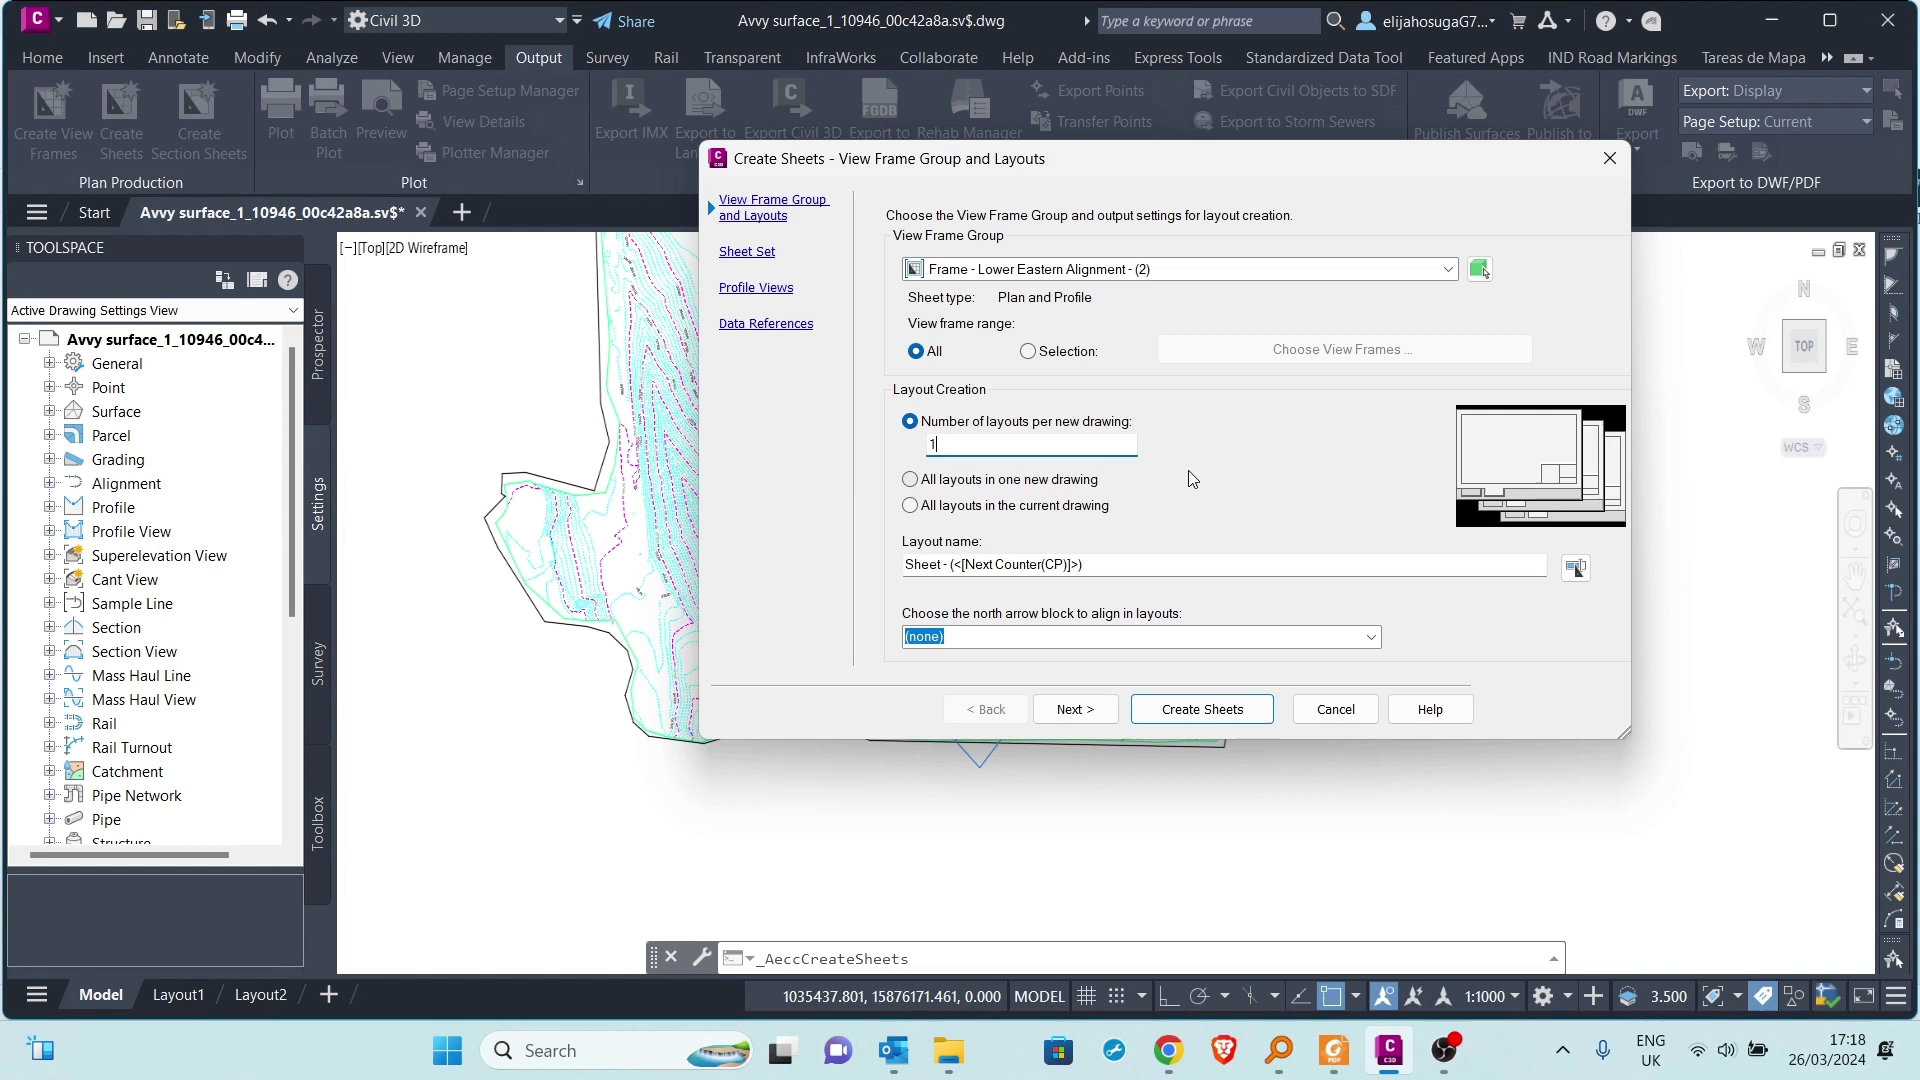 Civil 3D
Share
Avvy surface_1_10946_00c42a8a.sv$.dwg
Type a keyword or phrase
elijahosugaG7...
Home Insert Annotate Modify Analyze View Manage Output Survey Rail Transparent InfraWorks Collaborate Help Add-ins Express Tools Standardized Data Tool Featured Apps IND Road Markings Tareas de Mapa
Create View Frames
Create Sheets
Create Section Sheets
Plan Production
Plot
Batch Plot
Preview
Page Setup Manager
View Details
Plotter Manager
Plot
Export IMX
Export to
Export Civil 3D
Export to
Rehab Manager
Export Points
Transfer Points
Export Civil Objects to SDF
Export to Storm Sewers
Publish Surfaces
Publish to
Export
Export: Display
Page Setup: Current
Export to DWF/PDF
Start
Avvy surface_1_10946_00c42a8a.sv$*
TOOLSPACE
Active Drawing Settings View
Avvy surface_1_10946_00c4...
General
Point
Surface
Parcel
Grading
Alignment
Profile
Profile View
Superelevation View
Cant View
Sample Line
Section
Section View
Mass Haul Line
Mass Haul View
Rail
Rail Turnout
Catchment
Pipe Network
Pipe
Structure
Prospector
Settings
Survey
Toolbox
[−][Top][2D Wireframe]
Create Sheets - View Frame Group and Layouts
View Frame Group
and Layouts
Sheet Set
Profile Views
Data References
Choose the View Frame Group and output settings for layout creation.
View Frame Group
Frame - Lower Eastern Alignment - (2)
Sheet type: Plan and Profile
View frame range:
All
Selection:
Choose View Frames ...
Layout Creation
Number of layouts per new drawing:
1
All layouts in one new drawing
All layouts in the current drawing
Layout name:
Sheet - (<[Next Counter(CP)]>)
Choose the north arrow block to align in layouts:
(none)
< Back
Next >
Create Sheets
Cancel
Help
N
W
TOP
E
S
WCS
_AeccCreateSheets
Model
Layout1
Layout2
1035437.801, 15876171.461, 0.000
MODEL
1:1000
3.500
Search
ENG
UK
17:18
26/03/2024